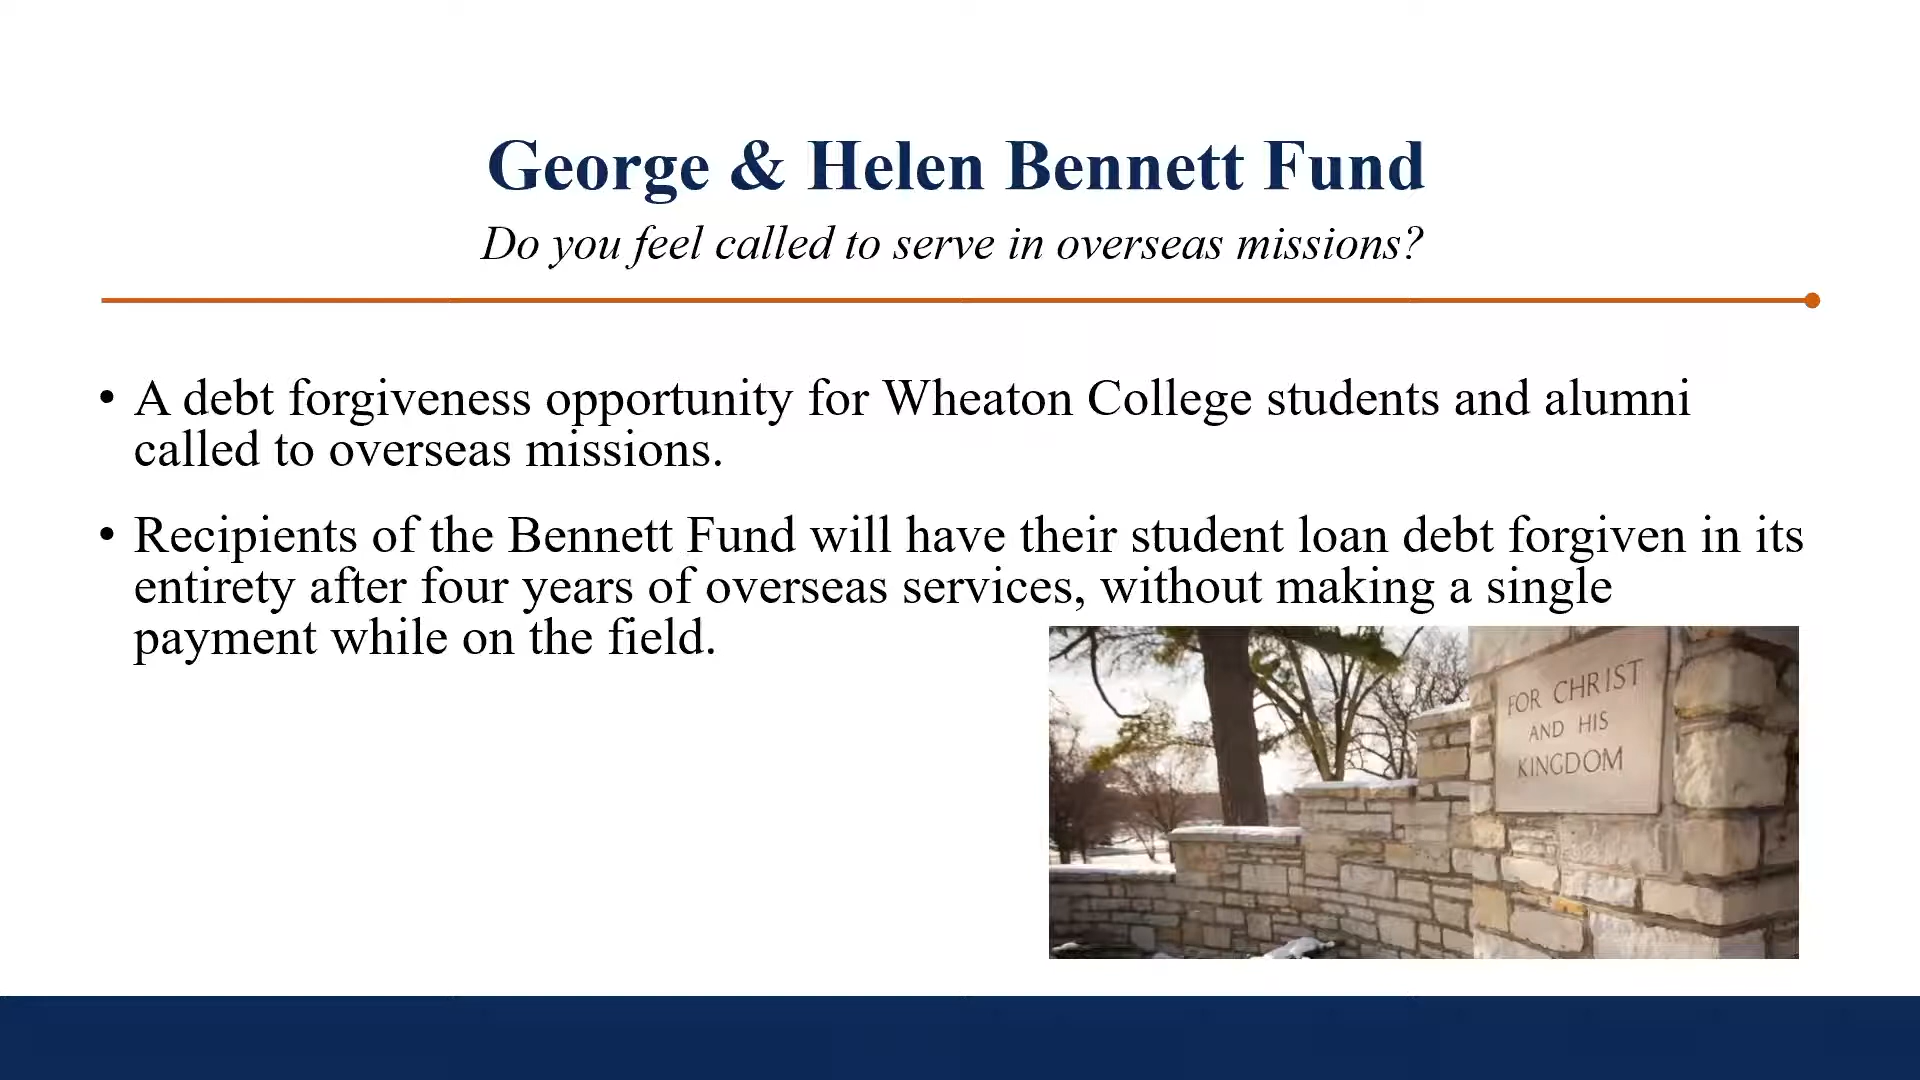 George & Helen Bennett Fund
Do you feel called to serve in overseas missions?
• A debt forgiveness opportunity for Wheaton College students and alumni
called to overseas missions.
• Recipients of the Bennett Fund will have their student loan debt forgiven in its
entirety after four years of overseas services, without making a single
payment while on the field.
FOR CHRIST
AND HIS
KINGDOM